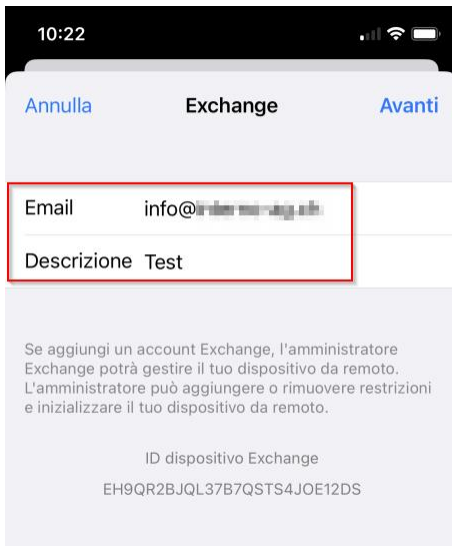 10:22
Annulla Exchange Avanti
Email info@
Descrizione Test
Se aggiungi un account Exchange, l'amministratore
Exchange potrà gestire il tuo dispositivo da remoto.
L'amministratore può aggiungere o rimuovere restrizioni
e inizializzare il tuo dispositivo da remoto.
ID dispositivo Exchange
EH9QR2BJQL37B7QSTS4JOE12DS